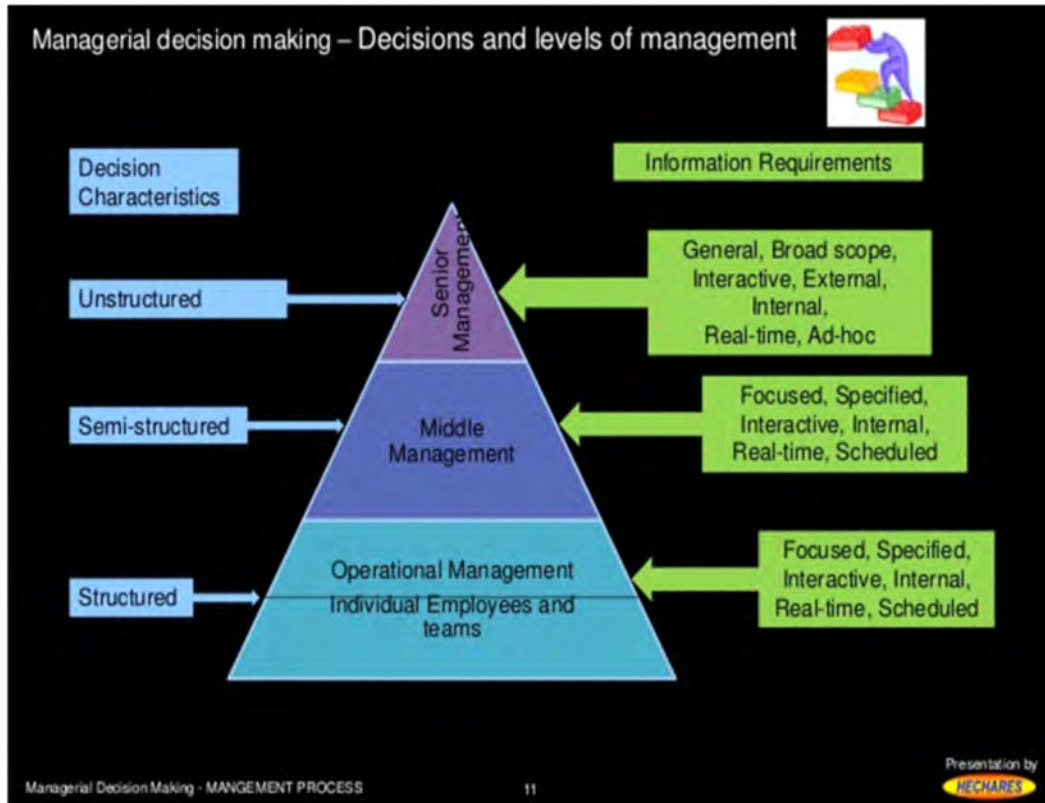 Managerial decision making – Decisions and levels of management
Decision
Characteristics
Information Requirements
Unstructured
Senior
Management
General, Broad scope,
Interactive, External,
Internal,
Real-time, Ad-hoc
Semi-structured
Middle
Management
Focused, Specified,
Interactive, Internal,
Real-time, Scheduled
Structured
Operational Management
Individual Employees and
teams
Focused, Specified,
Interactive, Internal,
Real-time, Scheduled
Managerial Decision Making - MANGEMENT PROCESS
11
Presentation by
HECHARES